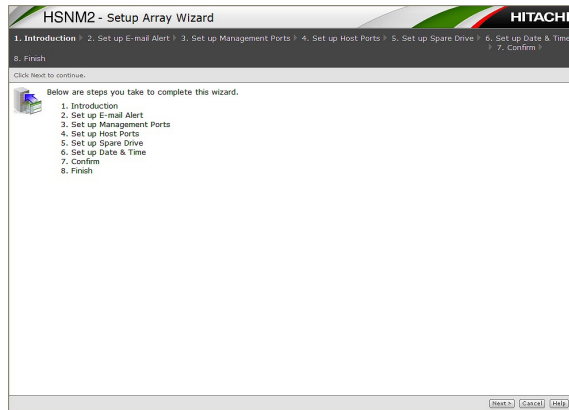 HSNM2 - Setup Array Wizard
HITACHI
1. Introduction 2. Set up E-mail Alert 3. Set up Management Ports 4. Set up Host Ports 5. Set up Spare Drive 6. Set up Date & Time
7. Confirm
8. Finish
Click Next to continue.
Below are steps you take to complete this wizard.
1. Introduction
2. Set up E-mail Alert
3. Set up Management Ports
4. Set up Host Ports
5. Set up Spare Drive
6. Set up Date & Time
7. Confirm
8. Finish
Next > Cancel Help